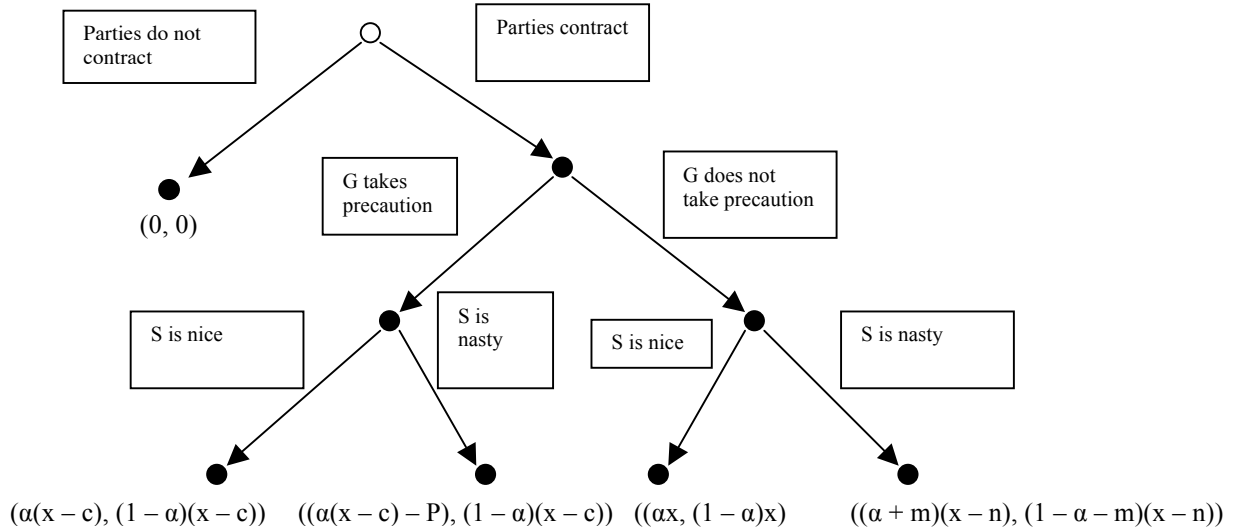 Parties do not
contract
Parties contract
G takes
precaution
G does not
take precaution
(0, 0)
S is nice
S is
nasty
S is nice
S is nasty
(α(x – c), (1 – α)(x – c))
((α(x – c) – P), (1 – α)(x – c))
((αx, (1 – α)x)
((α + m)(x – n), (1 – α – m)(x – n))